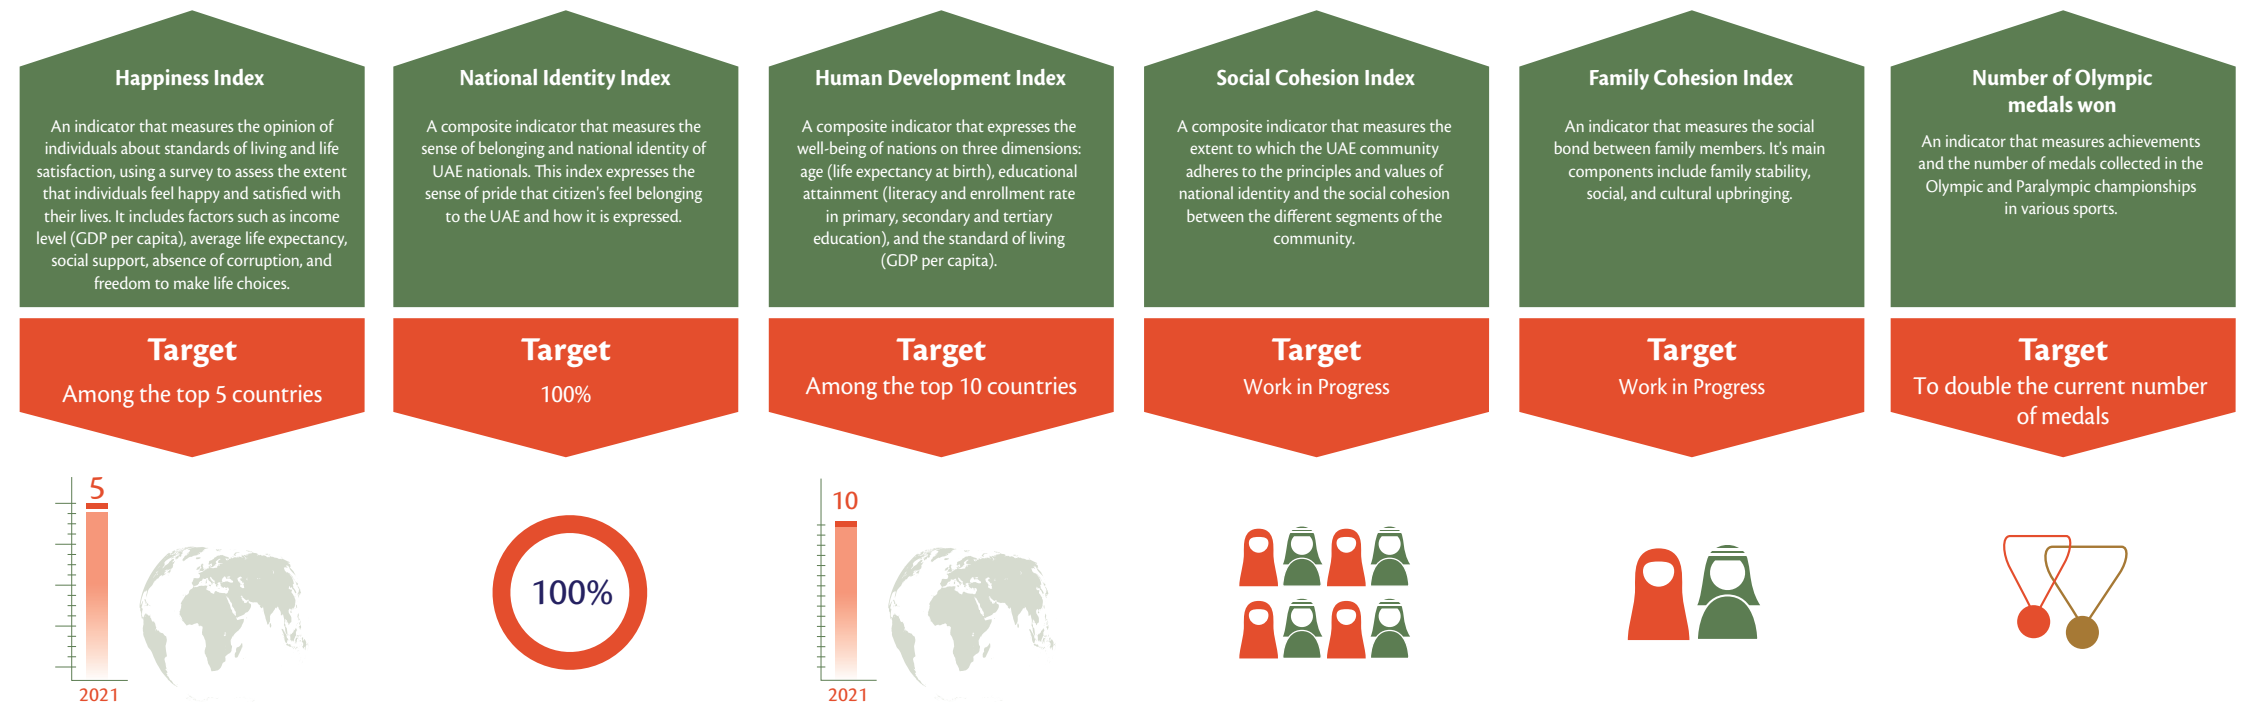 Happiness Index
An indicator that measures the opinion of
individuals about standards of living and life
satisfaction, using a survey to assess the extent
that individuals feel happy and satisfied with
their lives. It includes factors such as income
level (GDP per capita), average life expectancy,
social support, absence of corruption, and
freedom to make life choices.
Target
Among the top 5 countries
5
2021
National Identity Index
A composite indicator that measures the
sense of belonging and national identity of
UAE nationals. This index expresses the
sense of pride that citizen's feel belonging
to the UAE and how it is expressed.
Target
100%
100%
Human Development Index
A composite indicator that expresses the
well-being of nations on three dimensions:
age (life expectancy at birth), educational
attainment (literacy and enrollment rate
in primary, secondary and tertiary
education), and the standard of living
(GDP per capita).
Target
Among the top 10 countries
10
2021
Social Cohesion Index
A composite indicator that measures the
extent to which the UAE community
adheres to the principles and values of
national identity and the social cohesion
between the different segments of the
community.
Target
Work in Progress
Family Cohesion Index
An indicator that measures the social
bond between family members. It's main
components include family stability,
social, and cultural upbringing.
Target
Work in Progress
Number of Olympic
medals won
An indicator that measures achievements
and the number of medals collected in the
Olympic and Paralympic championships
in various sports.
Target
To double the current number
of medals